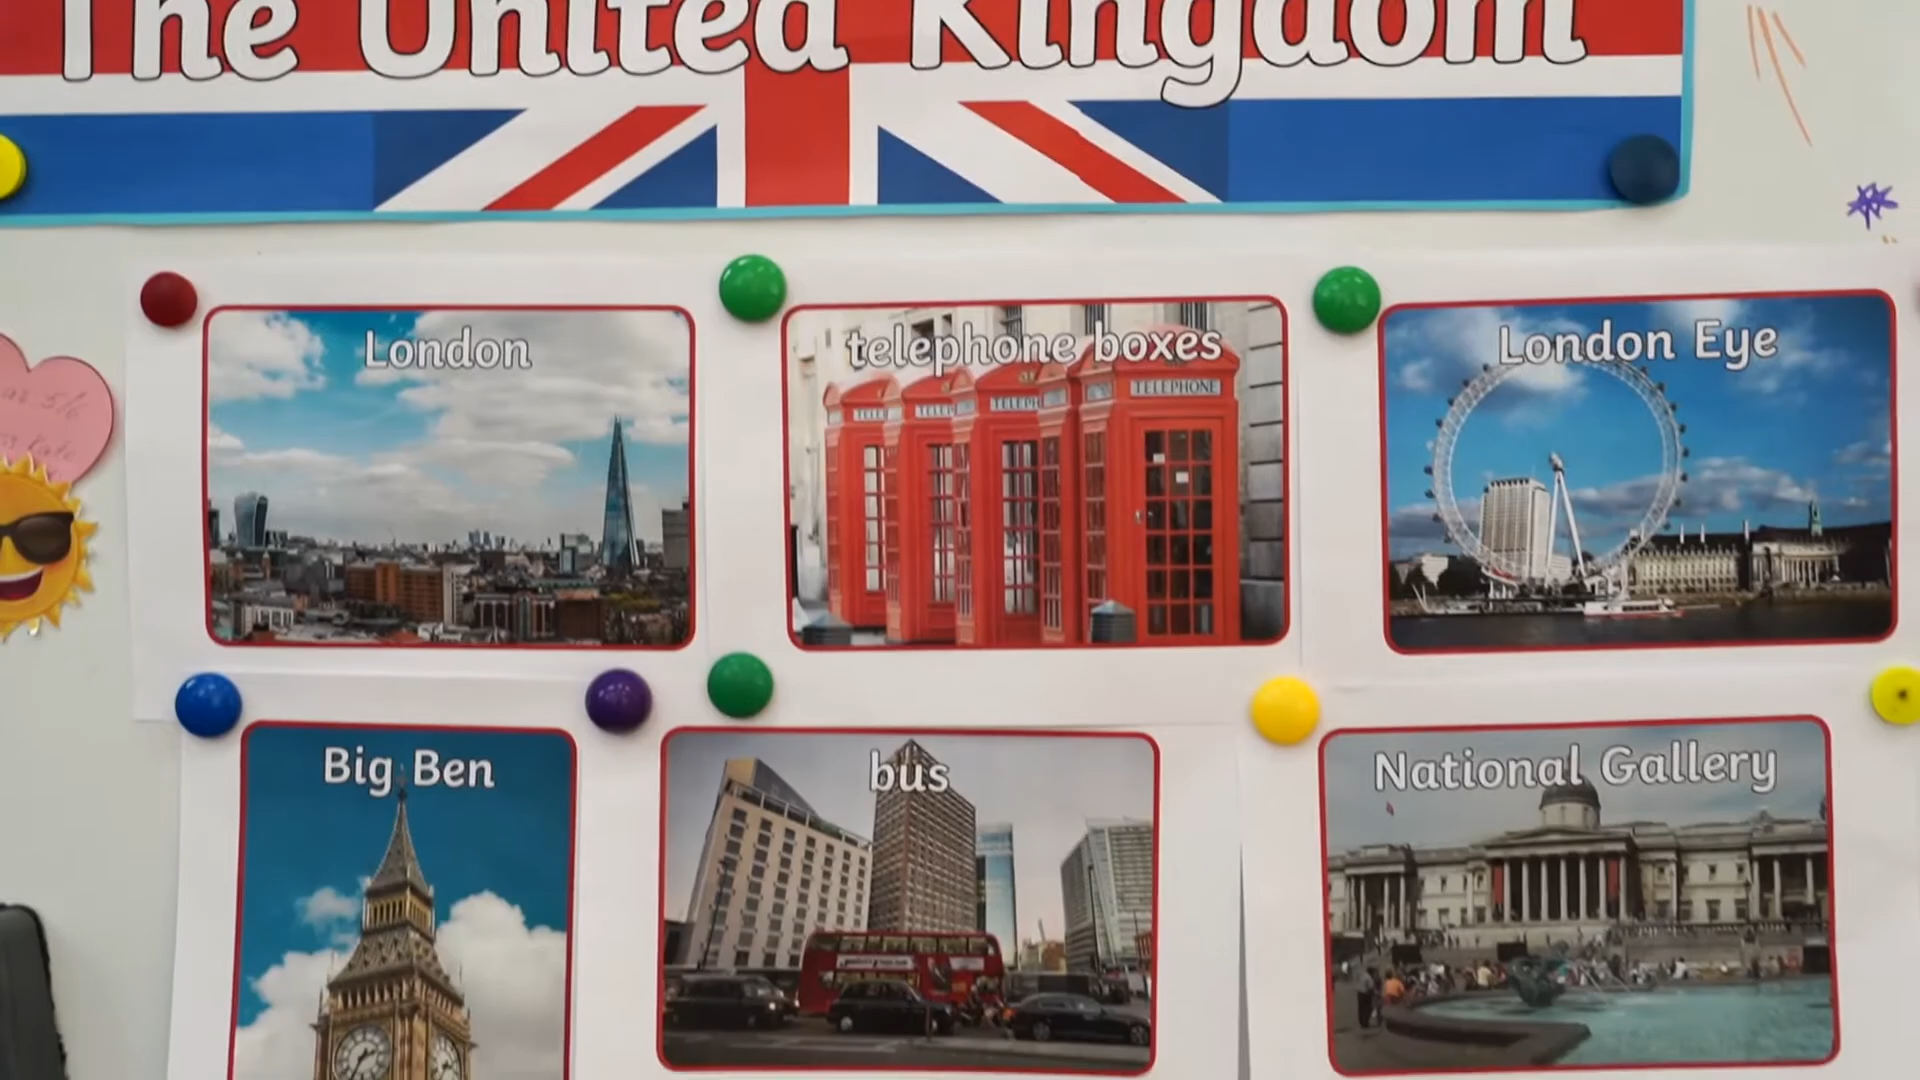 The United Kingdom
London
telephone boxes
London Eye
TELEPHONE
Big Ben
bus
National Gallery